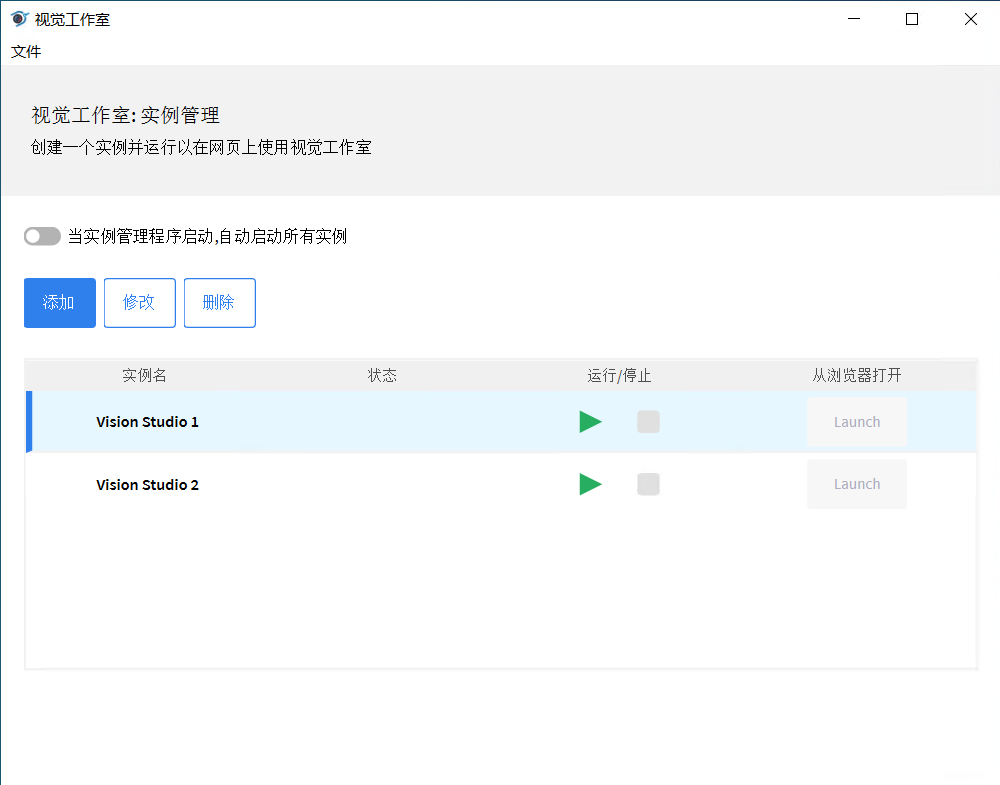 视觉工作室
文件
视觉工作室: 实例管理
创建一个实例并运行以在网页上使用视觉工作室
当实例管理程序启动,自动启动所有实例
添加 修改 删除
实例名 状态 运行/停止 从浏览器打开
Vision Studio 1 Launch
Vision Studio 2 Launch